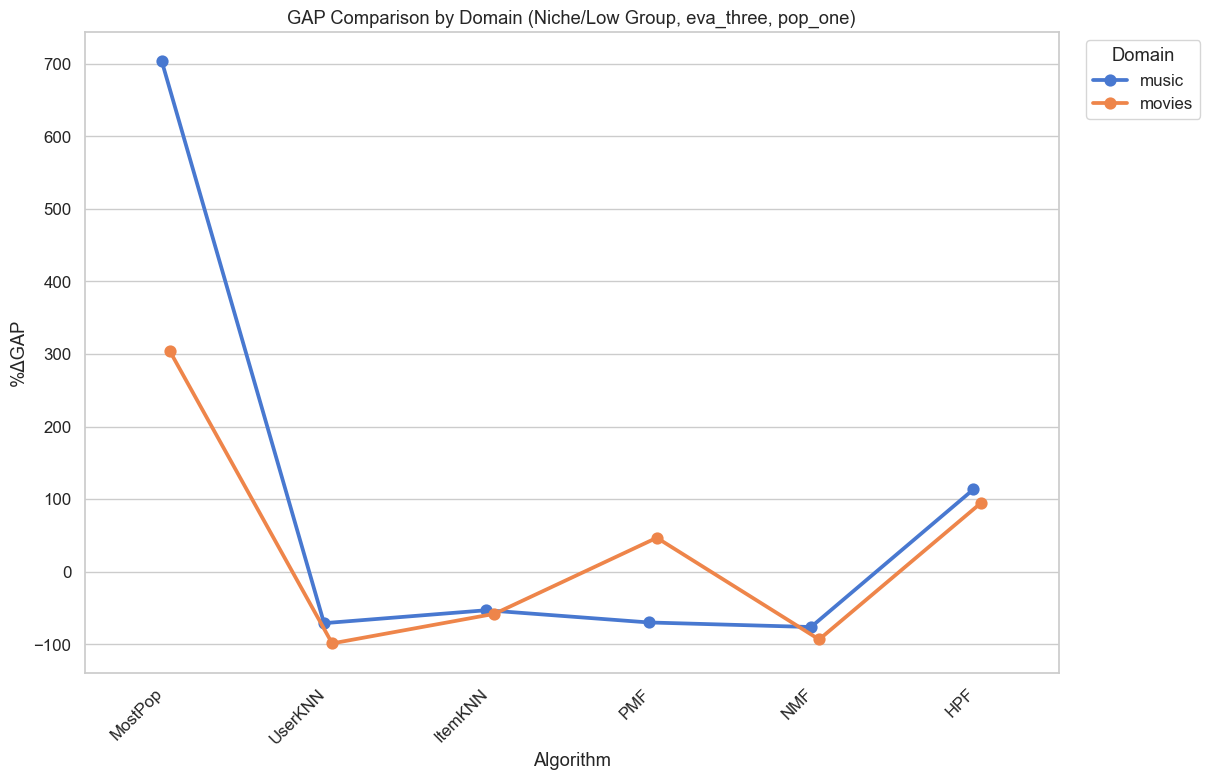 GAP Comparison by Domain (Niche/Low Group, eva_three, pop_one)
Domain
music
movies
%ΔGAP
700
600
500
400
300
200
100
0
−100
MostPop
UserKNN
ItemKNN
PMF
NMF
HPF
Algorithm